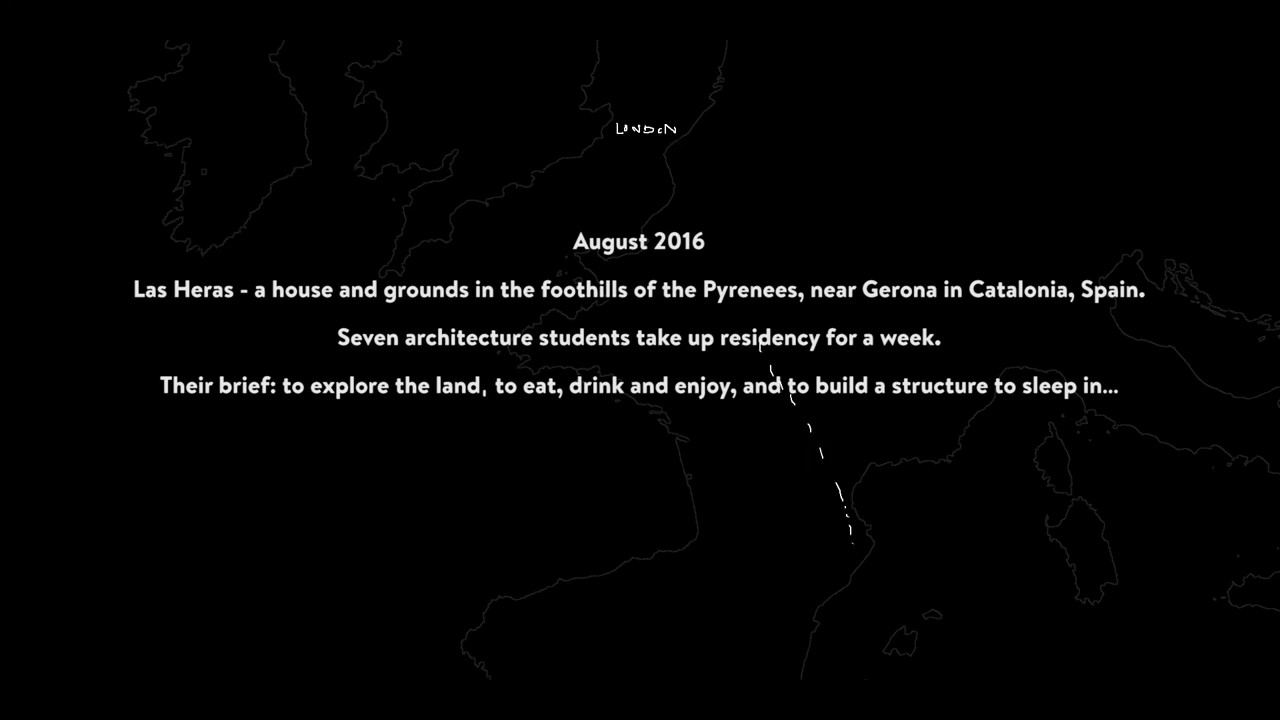 LONDON
August 2016
Las Heras - a house and grounds in the foothills of the Pyrenees, near Gerona in Catalonia, Spain.
Seven architecture students take up residency for a week.
Their brief: to explore the land, to eat, drink and enjoy, and to build a structure to sleep in...